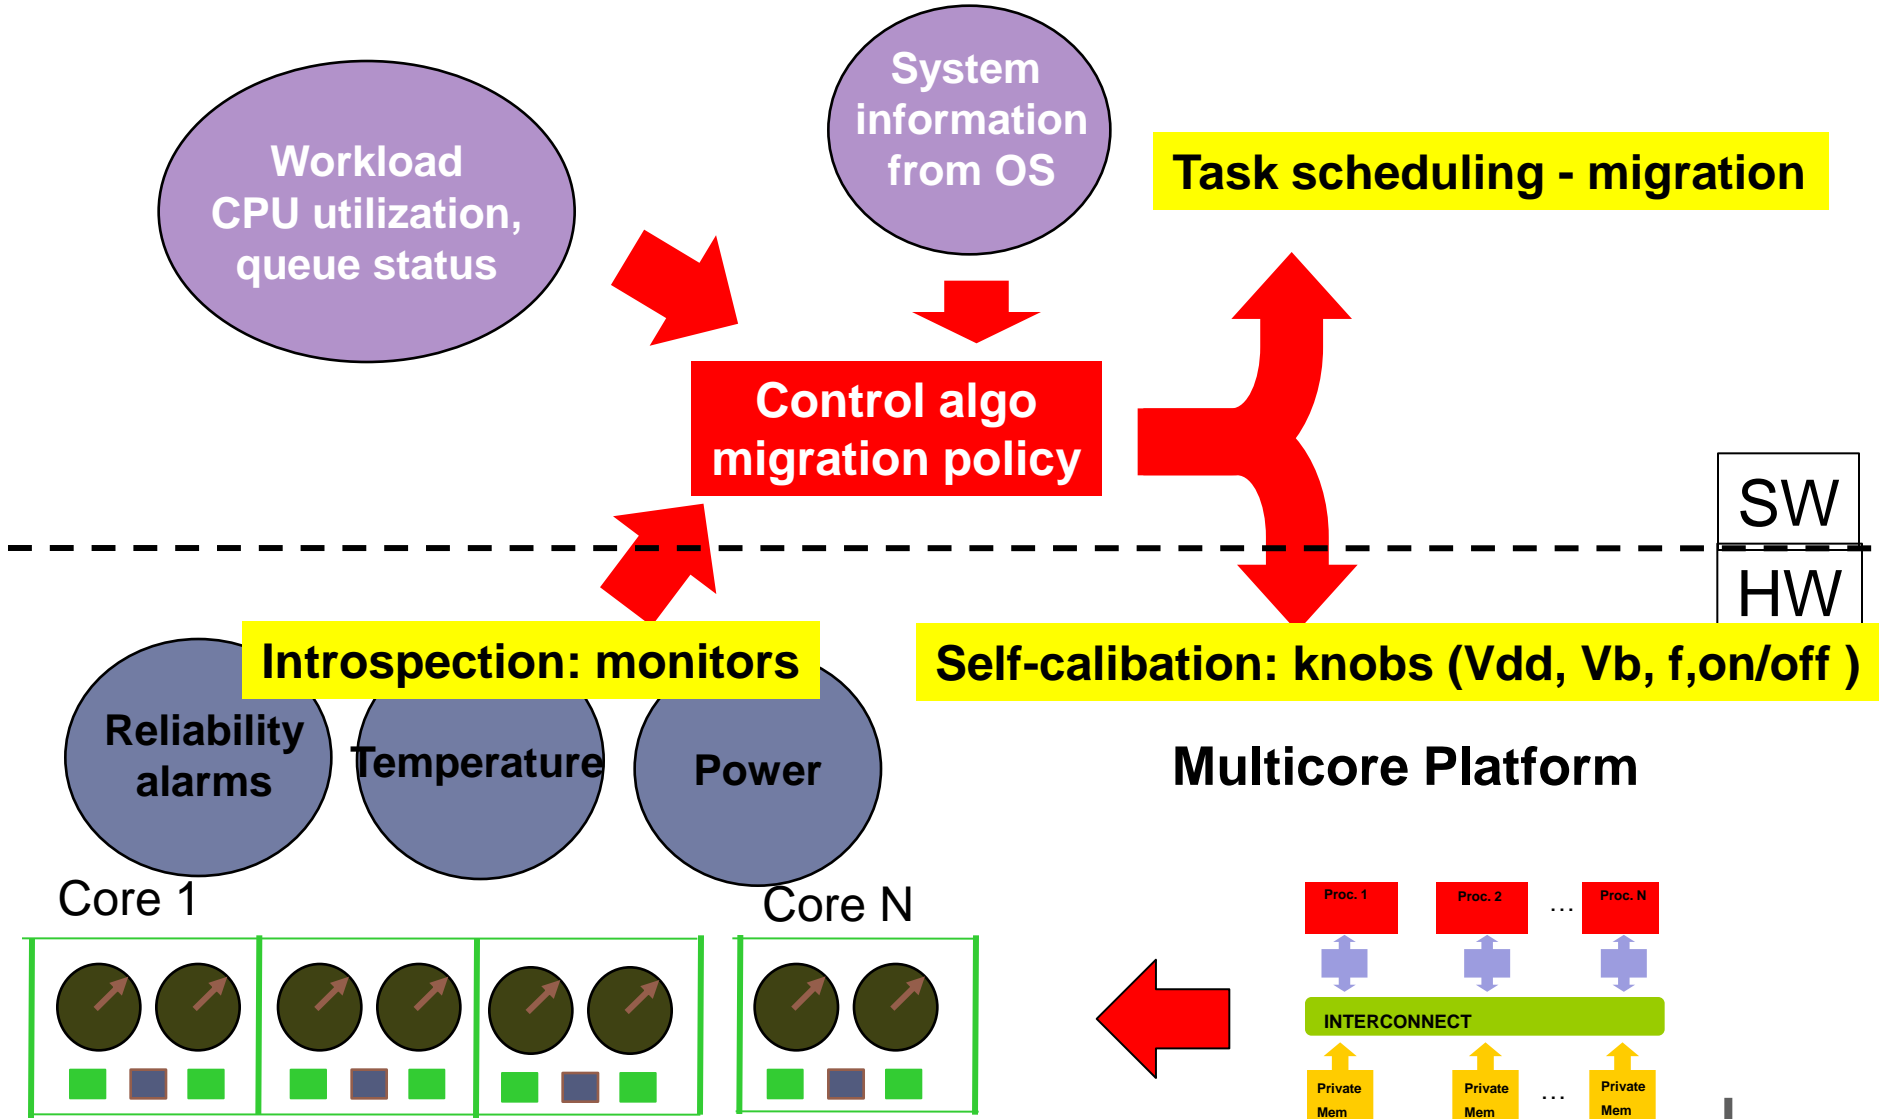 System
information
from OS
Workload
CPU utilization,
queue status
Task scheduling - migration
Control algo
migration policy
SW
HW
Introspection: monitors
Self-calibation: knobs (Vdd, Vb, f,on/off )
Reliability
alarms
Temperature
Power
Multicore Platform
Core 1
Core N
Proc. 1
Proc. 2
...
Proc. N
INTERCONNECT
Private
Mem
Private
Mem
...
Private
Mem